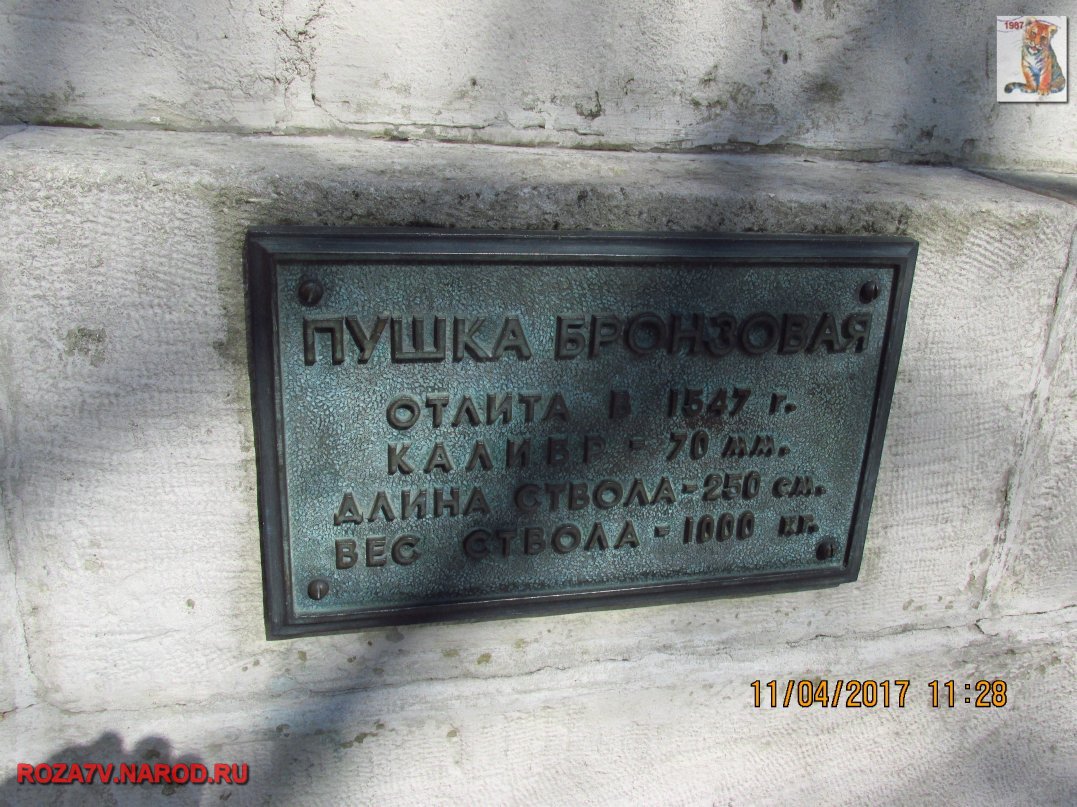 1987
ПУШКА БРОНЗОВАЯ
ОТЛИТА В 1547 г.
КАЛИБР - 70 мм.
ДЛИНА СТВОЛА - 250 см.
ВЕС СТВОЛА - 1000 кг.
11/04/2017 11:28
ROZA7V.NAROD.RU